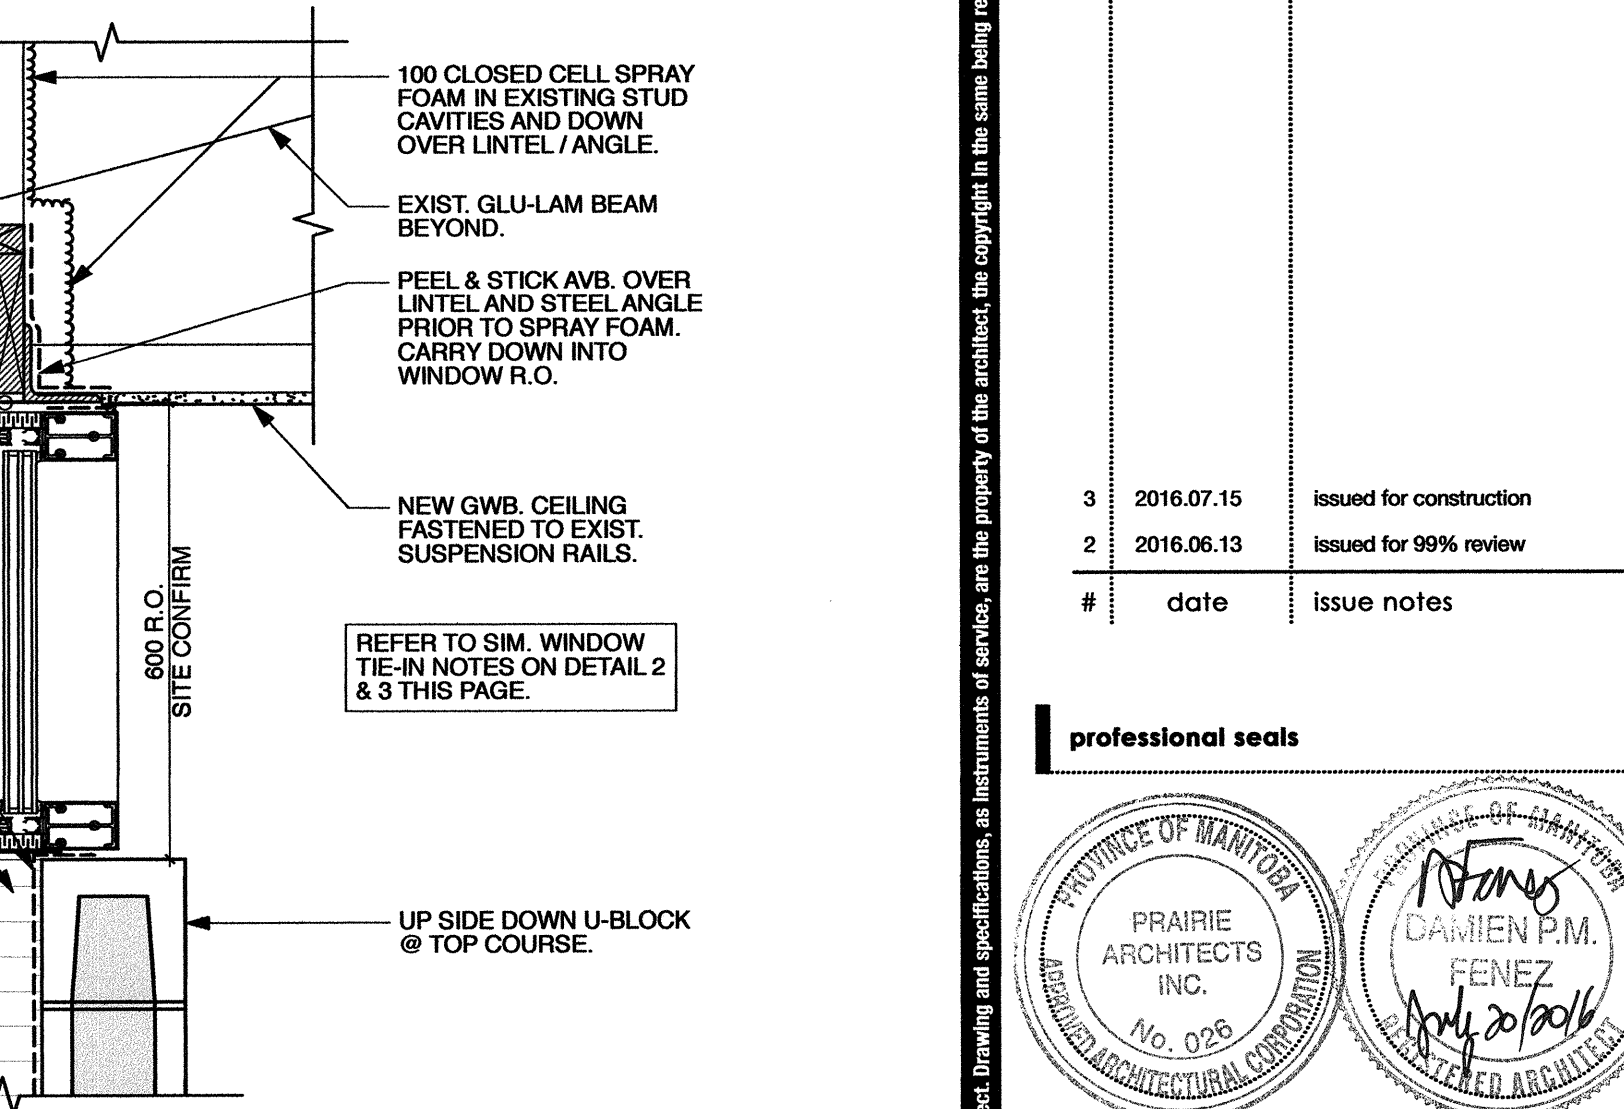 100 CLOSED CELL SPRAY
FOAM IN EXISTING STUD
CAVITIES AND DOWN
OVER LINTEL / ANGLE.
EXIST. GLU-LAM BEAM
BEYOND.
PEEL & STICK AVB. OVER
LINTEL AND STEEL ANGLE
PRIOR TO SPRAY FOAM.
CARRY DOWN INTO
WINDOW R.O.
NEW GWB. CEILING
FASTENED TO EXIST.
SUSPENSION RAILS.
600 R.O.
SITE CONFIRM
REFER TO SIM. WINDOW
TIE-IN NOTES ON DETAIL 2
& 3 THIS PAGE.
UP SIDE DOWN U-BLOCK
@ TOP COURSE.
Drawing and specifications, as instruments of service, are the property of the architect, the copyright in the same being
3 2016.07.15 issued for construction
2 2016.06.13 issued for 99% review
# date issue notes
professional seals
PROVINCE OF MANITOBA
PRAIRIE
ARCHITECTS
INC.
No. 026
APPROVED ARCHITECTURAL CORPORATION
PROVINCE OF MANITOBA
DAMIEN P.M.
FENEZ
July 20/2016
REGISTERED ARCHITECT